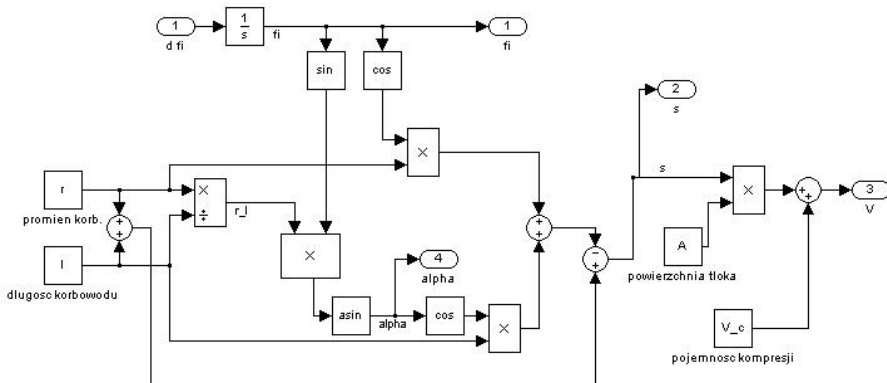 1
d fi
1
s
fi
1
fi
sin
cos
2
s
×
r
promien korb.
×
÷
r_l
+
+
l
dlugosc korbowodu
×
4
alpha
asin
alpha
cos
×
+
+
−
+
s
×
A
powierzchnia tloka
+
+
3
V
V_c
pojemnosc kompresji